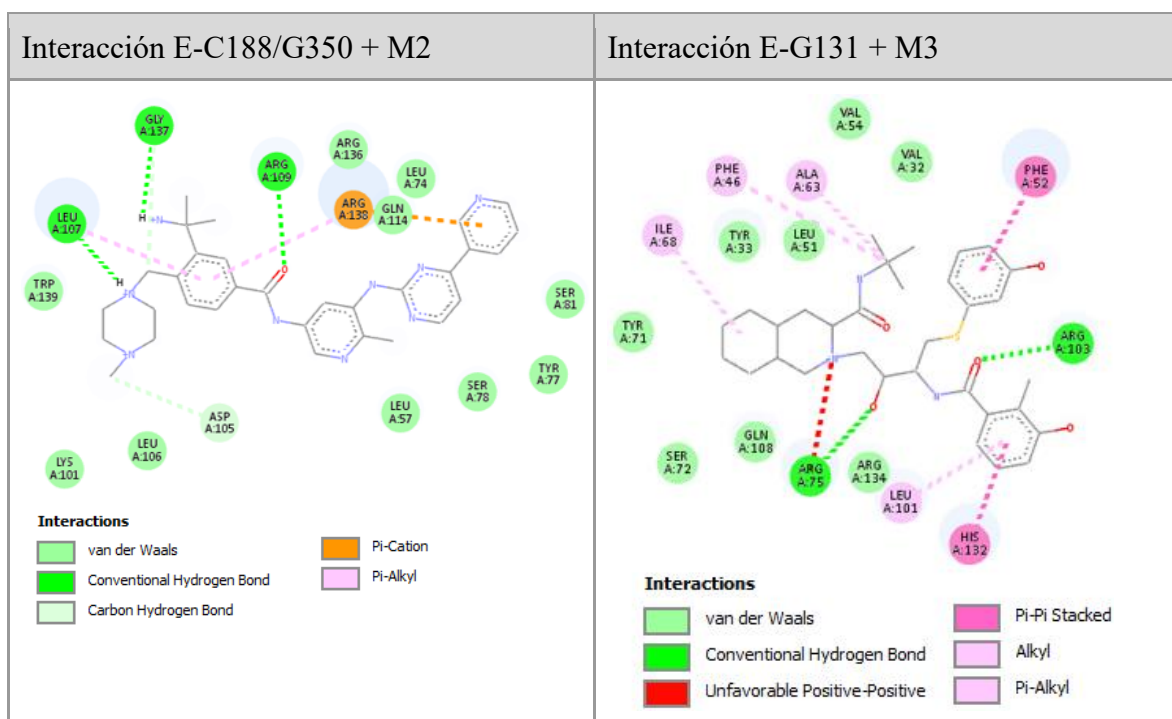 Interacción E-C188/G350 + M2
GLY
A:137
ARG
A:109
ARG
A:136
LEU
A:74
ARG
A:138
GLN
A:114
LEU
A:107
H
N
H
N
N
O
N
N
N
N
N
N
TRP
A:139
SER
A:81
TYR
A:77
SER
A:78
LEU
A:57
ASP
A:105
LEU
A:106
LYS
A:101
Interactions
van der Waals
Conventional Hydrogen Bond
Carbon Hydrogen Bond
Pi-Cation
Pi-Alkyl
Interacción E-G131 + M3
VAL
A:54
VAL
A:32
PHE
A:46
ALA
A:63
PHE
A:52
ILE
A:68
TYR
A:33
LEU
A:51
N
O
O
S
TYR
A:71
ARG
A:103
N
O
O
N
O
SER
A:72
GLN
A:108
ARG
A:75
ARG
A:134
LEU
A:101
HIS
A:132
Interactions
van der Waals
Conventional Hydrogen Bond
Unfavorable Positive-Positive
Pi-Pi Stacked
Alkyl
Pi-Alkyl